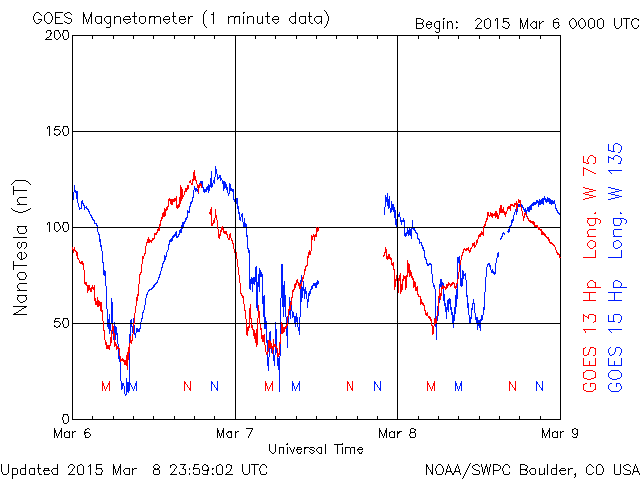 GOES Magnetometer (1 minute data)
Begin: 2015 Mar 6 0000 UTC
200
150
100
50
0
NanoTesla (nT)
M M N N M M N N M M N N
Mar 6 Mar 7 Mar 8 Mar 9
Universal Time
GOES 13 Hp Long. W 75
GOES 15 Hp Long. W 135
Updated 2015 Mar 8 23:59:02 UTC
NOAA/SWPC Boulder, CO USA